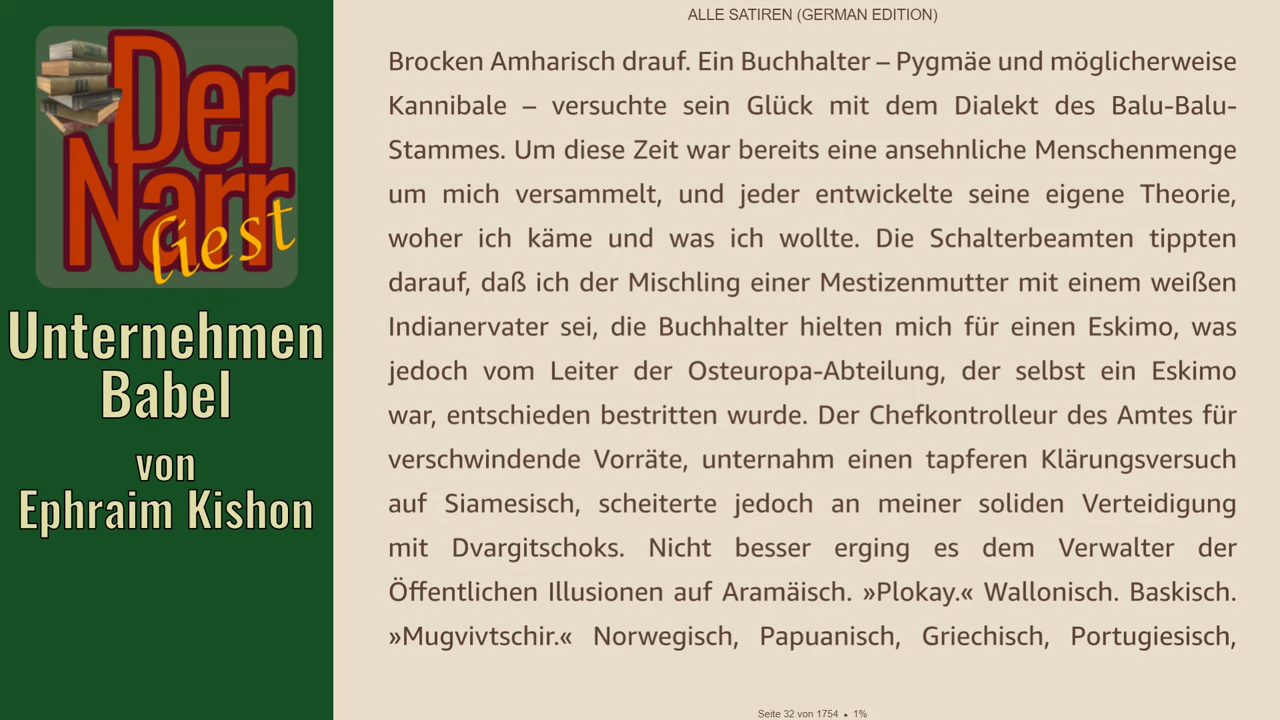 Der
Narr
liest
Unternehmen
Babel
von
Ephraim Kishon
ALLE SATIREN (GERMAN EDITION)
Brocken Amharisch drauf. Ein Buchhalter – Pygmäe und möglicherweise
Kannibale – versuchte sein Glück mit dem Dialekt des Balu-Balu-
Stammes. Um diese Zeit war bereits eine ansehnliche Menschenmenge
um mich versammelt, und jeder entwickelte seine eigene Theorie,
woher ich käme und was ich wollte. Die Schalterbeamten tippten
darauf, daß ich der Mischling einer Mestizenmutter mit einem weißen
Indianervater sei, die Buchhalter hielten mich für einen Eskimo, was
jedoch vom Leiter der Osteuropa-Abteilung, der selbst ein Eskimo
war, entschieden bestritten wurde. Der Chefkontrolleur des Amtes für
verschwindende Vorräte, unternahm einen tapferen Klärungsversuch
auf Siamesisch, scheiterte jedoch an meiner soliden Verteidigung
mit Dvargitschoks. Nicht besser erging es dem Verwalter der
Öffentlichen Illusionen auf Aramäisch. »Plokay.« Wallonisch. Baskisch.
»Mugvivtschir.« Norwegisch, Papuanisch, Griechisch, Portugiesisch,
Seite 32 von 1754 • 1%